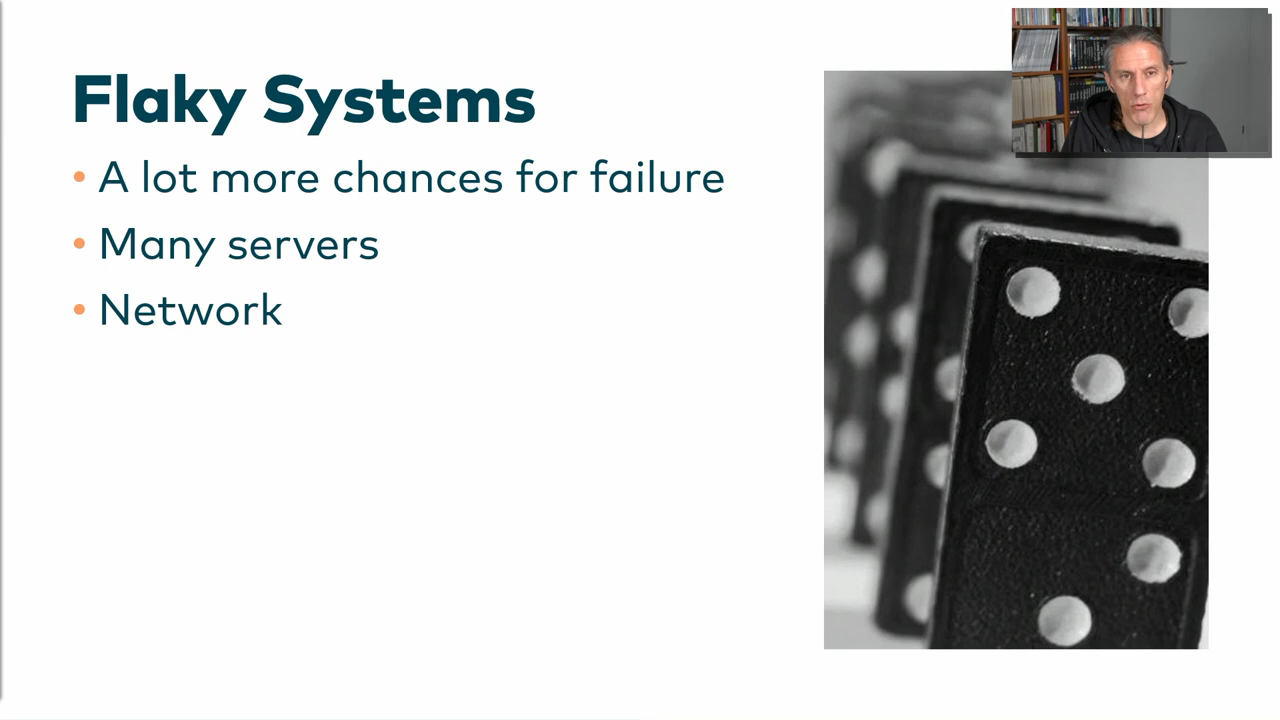 Flaky Systems
• A lot more chances for failure
• Many servers
• Network